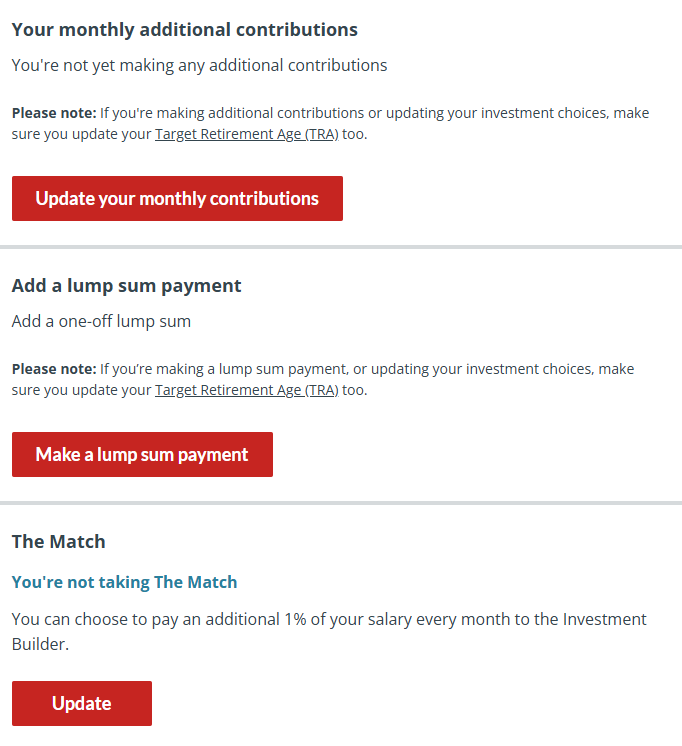 Your monthly additional contributions
You're not yet making any additional contributions
Please note: If you're making additional contributions or updating your investment choices, make
sure you update your Target Retirement Age (TRA) too.
Update your monthly contributions
Add a lump sum payment
Add a one-off lump sum
Please note: If you’re making a lump sum payment, or updating your investment choices, make
sure you update your Target Retirement Age (TRA) too.
Make a lump sum payment
The Match
You're not taking The Match
You can choose to pay an additional 1% of your salary every month to the Investment
Builder.
Update